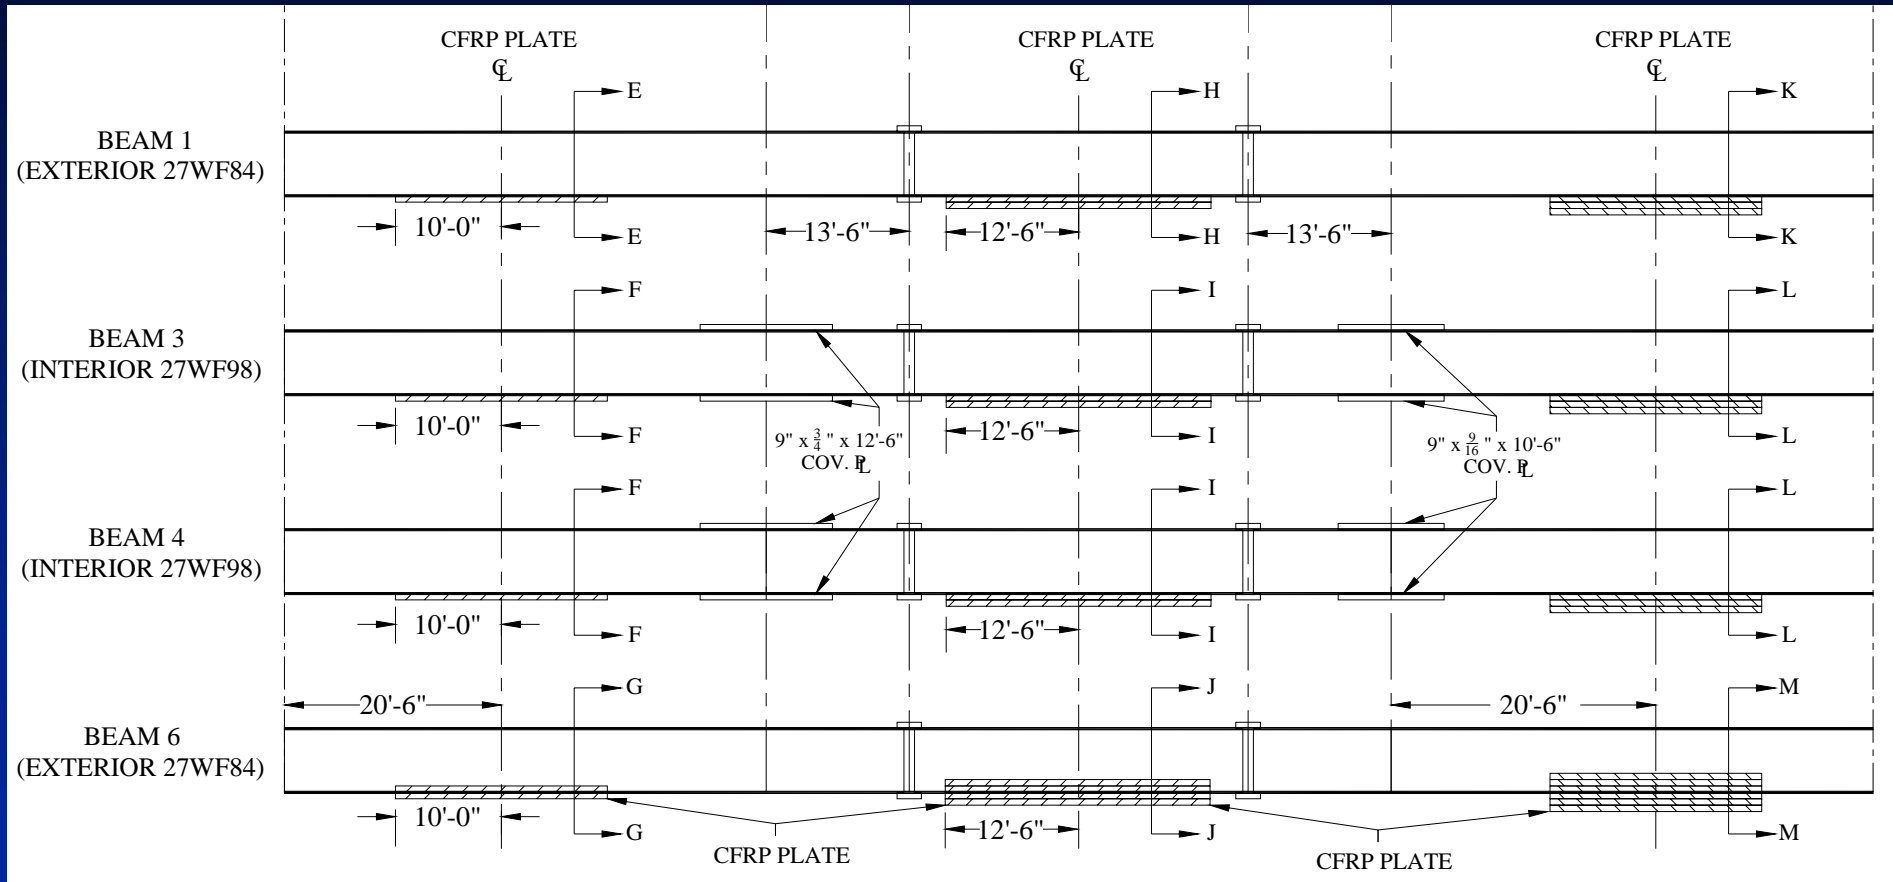 CFRP PLATE CFRP PLATE CFRP PLATE
℄ ℄ ℄
E H K
BEAM 1
(EXTERIOR 27WF84)
10'-0" 13'-6" 12'-6" 13'-6"
E H K
F I L
BEAM 3
(INTERIOR 27WF98)
10'-0" 12'-6"
F I L
9" x 3/4" x 12'-6" 9" x 9/16" x 10'-6"
COV. PL COV. PL
F I L
BEAM 4
(INTERIOR 27WF98)
10'-0" 12'-6"
F I L
G J M
20'-6" 20'-6"
BEAM 6
(EXTERIOR 27WF84)
10'-0" 12'-6"
G J M
CFRP PLATE CFRP PLATE